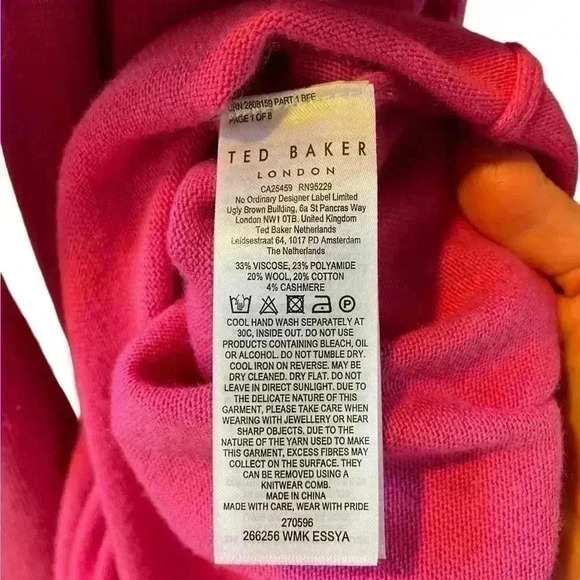 URN:2808159 PART 1 BFE
PAGE 1 OF 8
TED BAKER
LONDON
CA25459 RN95229
No Ordinary Designer Label Limited
Ugly Brown Building, 6a St Pancras Way
London NW1 0TB, United Kingdom
Ted Baker Netherlands
Leidsestraat 64, 1017 PD Amsterdam
The Netherlands
33% VISCOSE, 23% POLYAMIDE
20% WOOL, 20% COTTON
4% CASHMERE
P
COOL HAND WASH SEPARATELY AT
30C, INSIDE OUT. DO NOT USE
PRODUCTS CONTAINING BLEACH, OIL
OR ALCOHOL. DO NOT TUMBLE DRY.
COOL IRON ON REVERSE. MAY BE
DRY CLEANED. DRY FLAT. DO NOT
LEAVE IN DIRECT SUNLIGHT. DUE TO
THE DELICATE NATURE OF THIS
GARMENT, PLEASE TAKE CARE WHEN
WEARING WITH JEWELLERY OR NEAR
SHARP OBJECTS. DUE TO THE
NATURE OF THE YARN USED TO MAKE
THIS GARMENT, EXCESS FIBRES MAY
COLLECT ON THE SURFACE. THEY
CAN BE REMOVED BY USING A
KNITWEAR COMB.
MADE IN CHINA
MADE WITH CARE, WEAR WITH PRIDE
270596
266256 WMK ESSYA